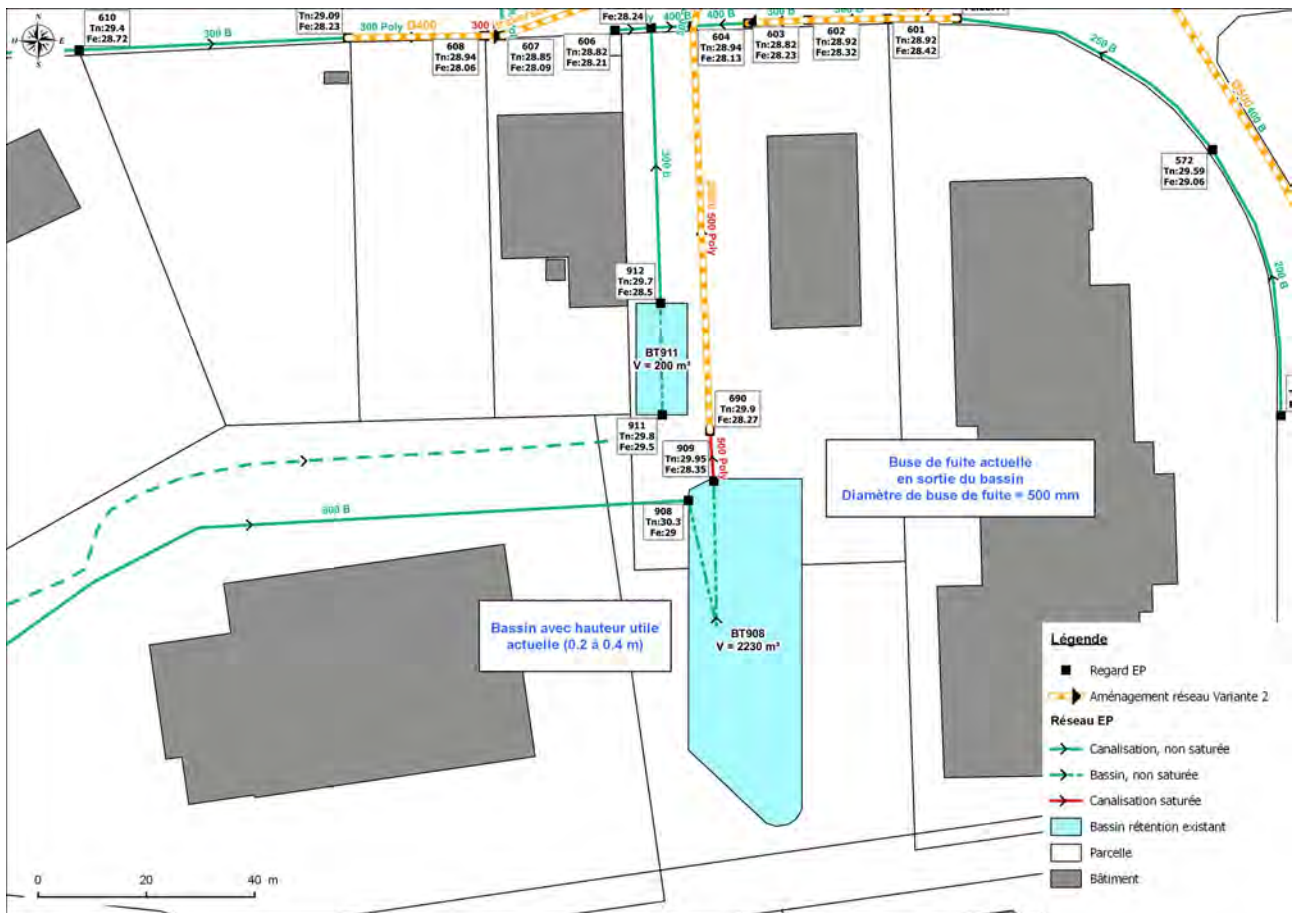 N
H
E
S
610
Tn:29.4
Fe:28.72
300 B
Tn:29.09
Fe:28.23
300 Poly
Ø400
300
608
Tn:28.94
Fe:28.06
607
Tn:28.85
Fe:28.09
606
Tn:28.82
Fe:28.21
Fe:28.24
400 B
400 B
604
Tn:28.94
Fe:28.13
603
Tn:28.82
Fe:28.23
300 B
602
Tn:28.92
Fe:28.32
300 B
601
Tn:28.92
Fe:28.42
250 B
Ø500
400 B
572
Tn:29.59
Fe:29.06
200 B
300 B
500 Poly
912
Tn:29.7
Fe:28.5
BT911
V = 200 m³
911
Tn:29.8
Fe:29.5
690
Tn:29.9
Fe:28.27
909
Tn:29.95
Fe:28.35
500 Poly
Buse de fuite actuelle
en sortie du bassin
Diamètre de buse de fuite = 500 mm
800 B
908
Tn:30.3
Fe:29
Bassin avec hauteur utile
actuelle (0.2 à 0.4 m)
BT908
V = 2230 m³
Légende
Regard EP
Aménagement réseau Variante 2
Réseau EP
Canalisation, non saturée
Bassin, non saturée
Canalisation saturée
Bassin rétention existant
Parcelle
Bâtiment
0 20 40 m